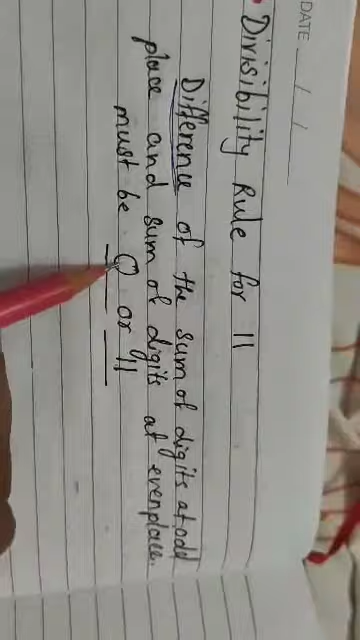 DATE / /
Divisibility Rule for 11
Difference of the sum of digits at odd
place and sum of digits at even place.
must be 0 or 11